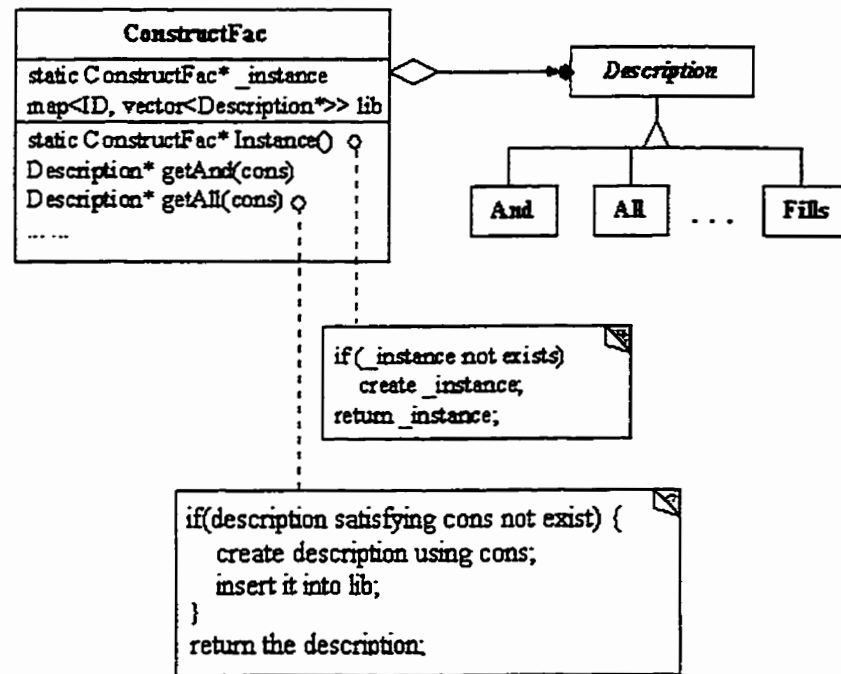 ConstructFac
static ConstructFac* _instance
map<ID, vector<Description*>> lib
static ConstructFac* Instance()
Description* getAnd(cons)
Description* getAll(cons)
... ...
Description
And
All
. . .
Fills
if(_instance not exists)
create _instance;
return _instance;
if(description satisfying cons not exist) {
create description using cons;
insert it into lib;
}
return the description;